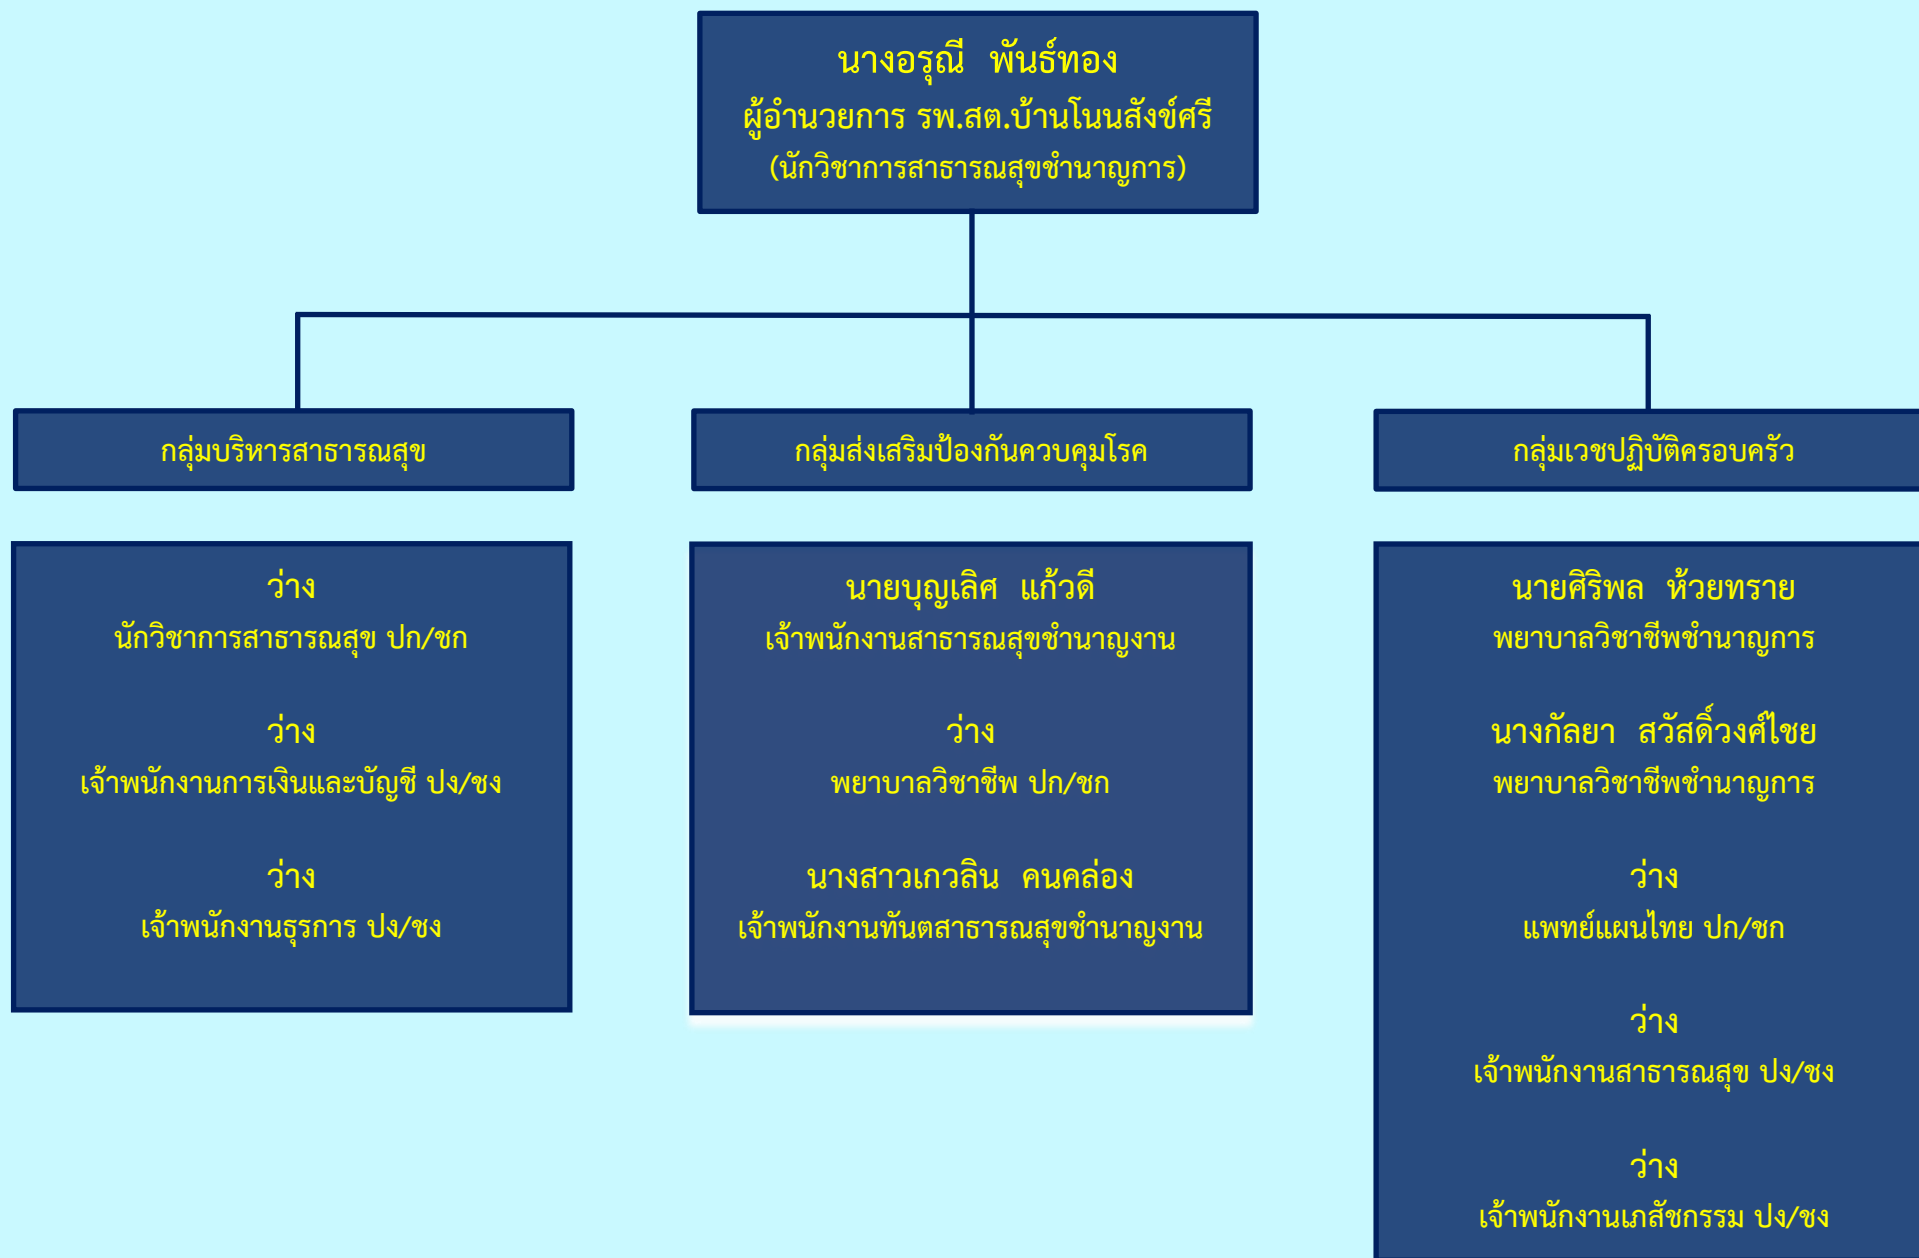 นางอรุณี พันธ์ทอง
ผู้อำนวยการ รพ.สต.บ้านโนนสังข์ศรี
(นักวิชาการสาธารณสุขชำนาญการ)
กลุ่มบริหารสาธารณสุข
ว่าง
นักวิชาการสาธารณสุข ปก/ชก
ว่าง
เจ้าพนักงานการเงินและบัญชี ปง/ชง
ว่าง
เจ้าพนักงานธุรการ ปง/ชง
กลุ่มส่งเสริมป้องกันควบคุมโรค
นายบุญเลิศ แก้วดี
เจ้าพนักงานสาธารณสุขชำนาญงาน
ว่าง
พยาบาลวิชาชีพ ปก/ชก
นางสาวเกวลิน คนคล่อง
เจ้าพนักงานทันตสาธารณสุขชำนาญงาน
กลุ่มเวชปฏิบัติครอบครัว
นายศิริพล ห้วยทราย
พยาบาลวิชาชีพชำนาญการ
นางกัลยา สวัสดิ์วงศ์ไชย
พยาบาลวิชาชีพชำนาญการ
ว่าง
แพทย์แผนไทย ปก/ชก
ว่าง
เจ้าพนักงานสาธารณสุข ปง/ชง
ว่าง
เจ้าพนักงานเภสัชกรรม ปง/ชง